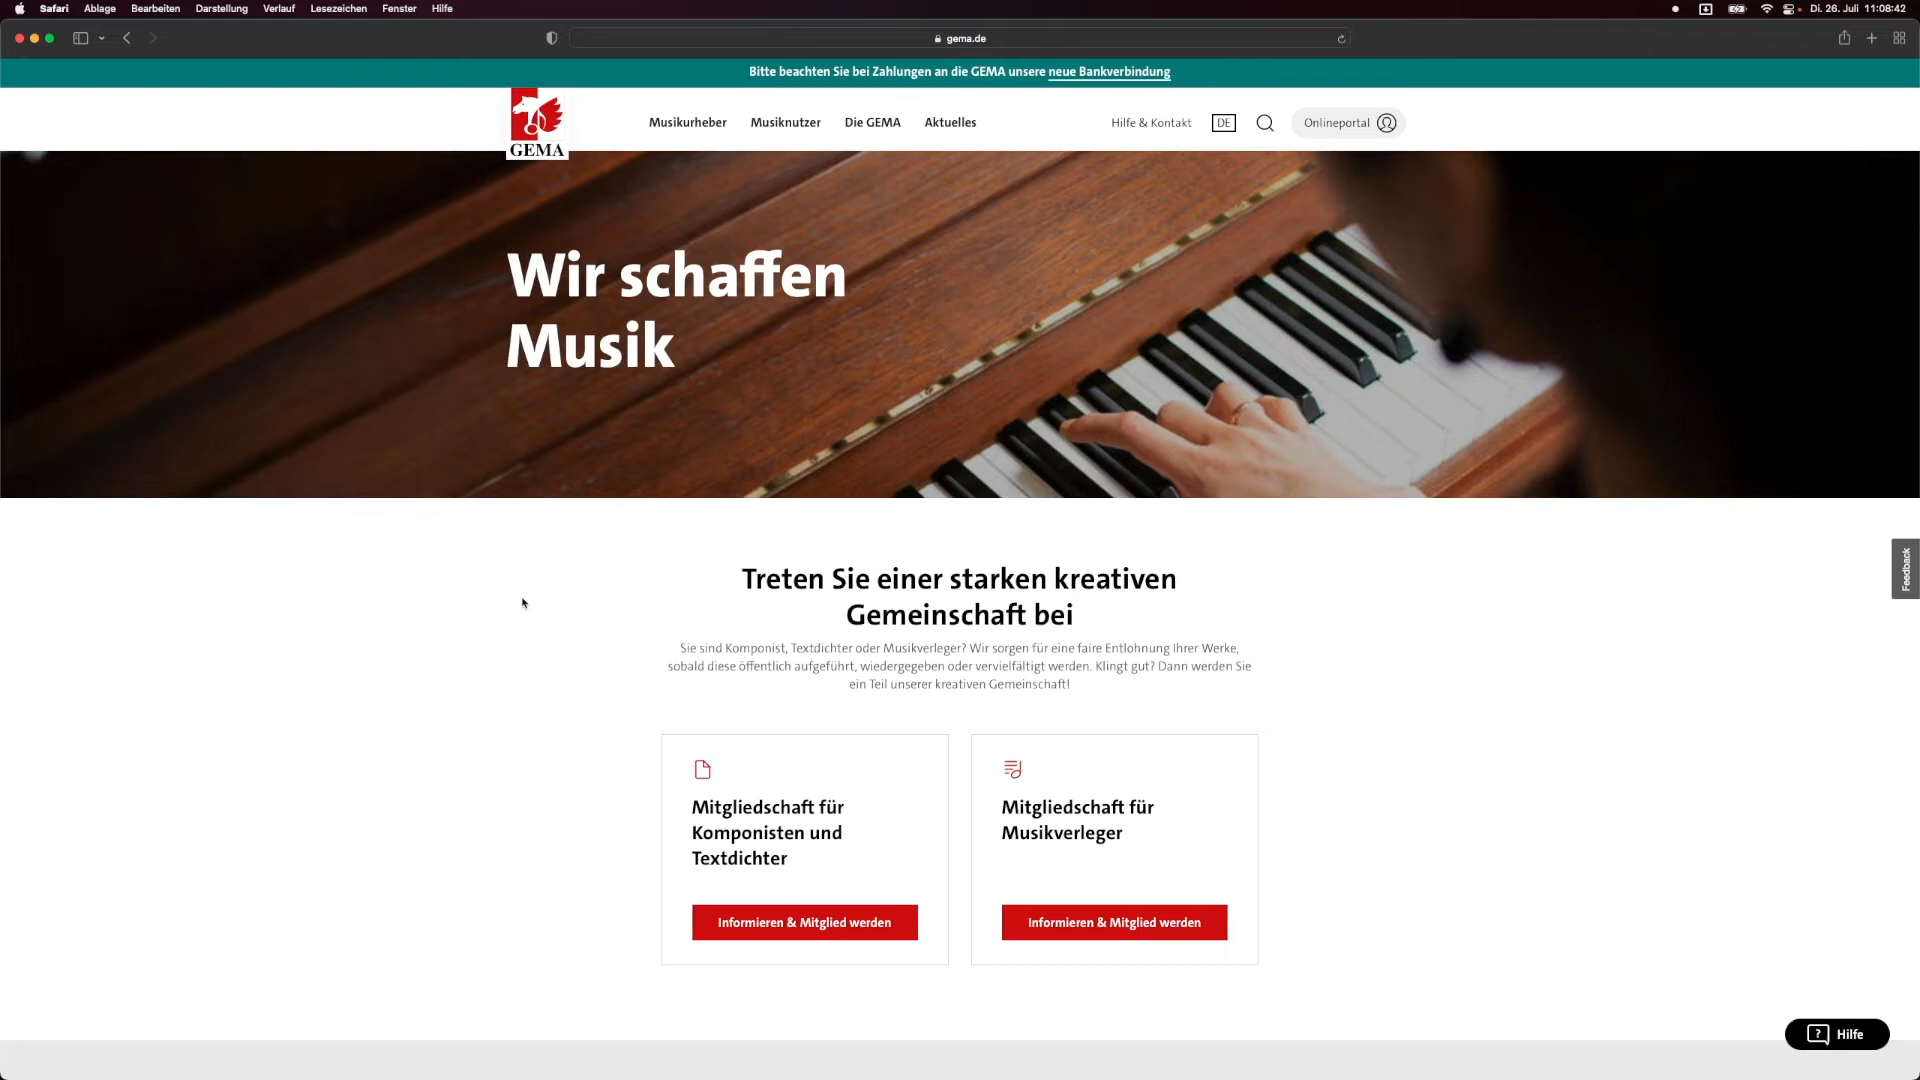 Safari Ablage Bearbeiten Darstellung Verlauf Lesezeichen Fenster Hilfe Di. 26. Juli 11:08:42
gema.de
Bitte beachten Sie bei Zahlungen an die GEMA unsere neue Bankverbindung
GEMA
Musikurheber Musiknutzer Die GEMA Aktuelles Hilfe & Kontakt DE Onlineportal
Wir schaffen
Musik
Feedback
Treten Sie einer starken kreativen
Gemeinschaft bei
Sie sind Komponist, Textdichter oder Musikverleger? Wir sorgen für eine faire Entlohnung Ihrer Werke,
sobald diese öffentlich aufgeführt, wiedergegeben oder vervielfältigt werden. Klingt gut? Dann werden Sie
ein Teil unserer kreativen Gemeinschaft!
Mitgliedschaft für
Komponisten und
Textdichter
Informieren & Mitglied werden
Mitgliedschaft für
Musikverleger
Informieren & Mitglied werden
? Hilfe